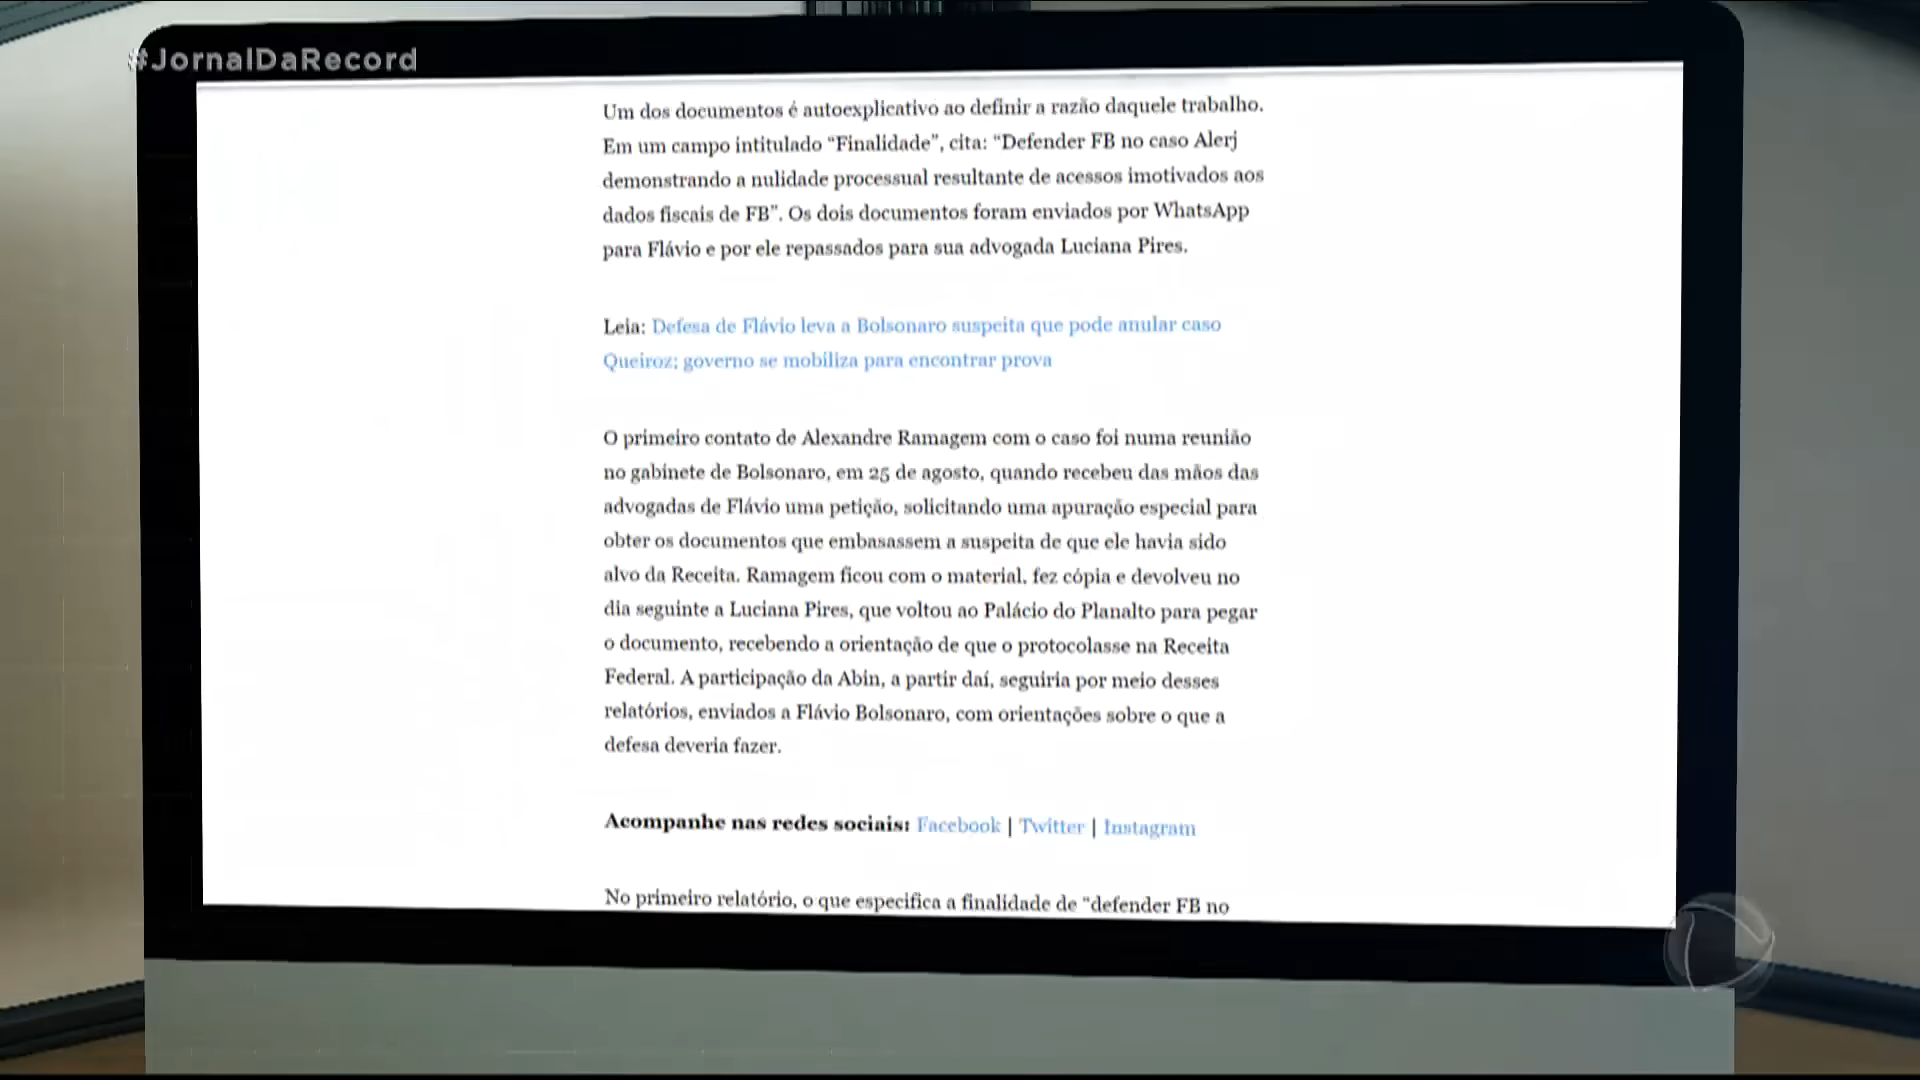 #JornalDaRecord
Um dos documentos é autoexplicativo ao definir a razão daquele trabalho.
Em um campo intitulado “Finalidade”, cita: “Defender FB no caso Alerj
demonstrando a nulidade processual resultante de acessos imotivados aos
dados fiscais de FB”. Os dois documentos foram enviados por WhatsApp
para Flávio e por ele repassados para sua advogada Luciana Pires.
Leia: Defesa de Flávio leva a Bolsonaro suspeita que pode anular caso
Queiroz; governo se mobiliza para encontrar prova
O primeiro contato de Alexandre Ramagem com o caso foi numa reunião
no gabinete de Bolsonaro, em 25 de agosto, quando recebeu das mãos das
advogadas de Flávio uma petição, solicitando uma apuração especial para
obter os documentos que embasassem a suspeita de que ele havia sido
alvo da Receita. Ramagem ficou com o material, fez cópia e devolveu no
dia seguinte a Luciana Pires, que voltou ao Palácio do Planalto para pegar
o documento, recebendo a orientação de que o protocolasse na Receita
Federal. A participação da Abin, a partir daí, seguiria por meio desses
relatórios, enviados a Flávio Bolsonaro, com orientações sobre o que a
defesa deveria fazer.
Acompanhe nas redes sociais: Facebook | Twitter | Instagram
No primeiro relatório, o que especifica a finalidade de “defender FB no